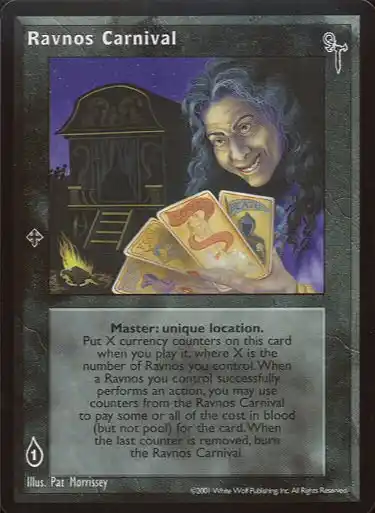 Ravnos Carnival
DEATH
Master: unique location.
Put X currency counters on this card
when you play it, where X is the
number of Ravnos you control. When
a Ravnos you control successfully
performs an action, you may use
counters from the Ravnos Carnival
to pay some or all of the cost in blood
(but not pool) for the card. When
the last counter is removed, burn
the Ravnos Carnival.
1
Illus. Pat Morrissey
©2001 White Wolf Publishing, Inc. All Rights Reserved.